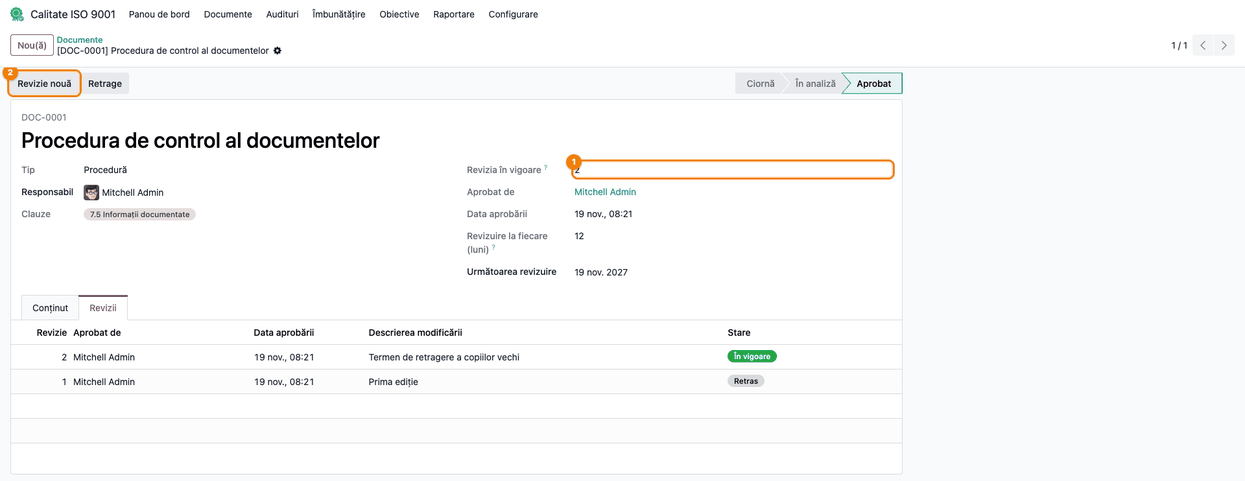 Calitate ISO 9001 Panou de bord Documente Audituri Îmbunătățire Obiective Raportare Configurare
Nou(ă) Documente
[DOC-0001] Procedura de control al documentelor
1 / 1
2
Revizie nouă Retrage Ciornă În analiză Aprobat
DOC-0001
Procedura de control al documentelor
Tip Procedură
Responsabil Mitchell Admin
Clauze 7.5 Informații documentate
1
Revizia în vigoare ? 2
Aprobat de Mitchell Admin
Data aprobării 19 nov., 08:21
Revizuire la fiecare (luni) ? 12
Următoarea revizuire 19 nov. 2027
Conținut Revizii
Revizie Aprobat de Data aprobării Descrierea modificării Stare
2 Mitchell Admin 19 nov., 08:21 Termen de retragere a copiilor vechi În vigoare
1 Mitchell Admin 19 nov., 08:21 Prima ediție Retras